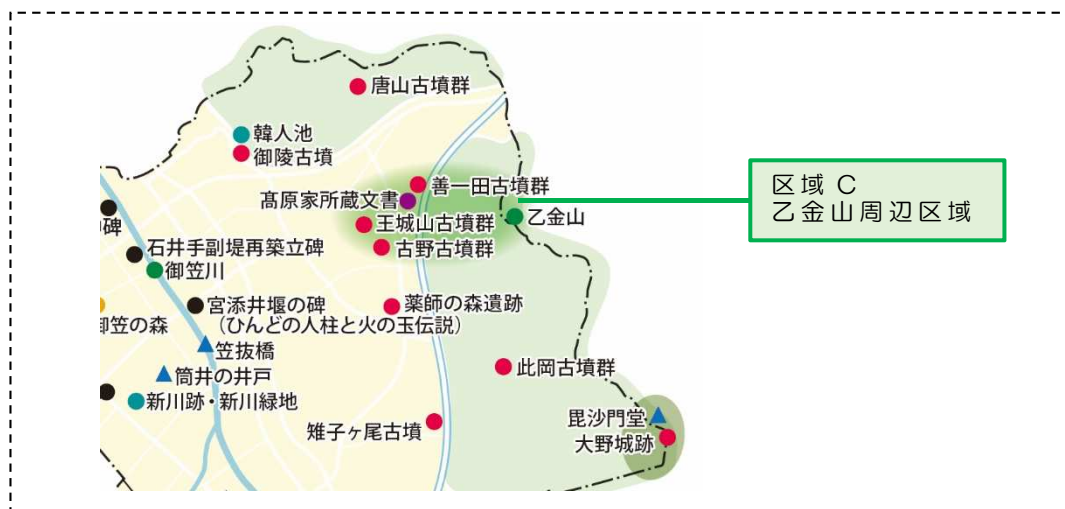 唐山古墳群
韓人池
御陵古墳
善一田古墳群
髙原家所蔵文書
乙金山
王城山古墳群
古野古墳群
区域 C
乙金山周辺区域
碑
石井手副堤再築立碑
御笠川
宮添井堰の碑
(ひんどの人柱と火の玉伝説)
薬師の森遺跡
御笠の森
笠抜橋
此岡古墳群
筒井の井戸
新川跡・新川緑地
雉子ヶ尾古墳
毘沙門堂
大野城跡